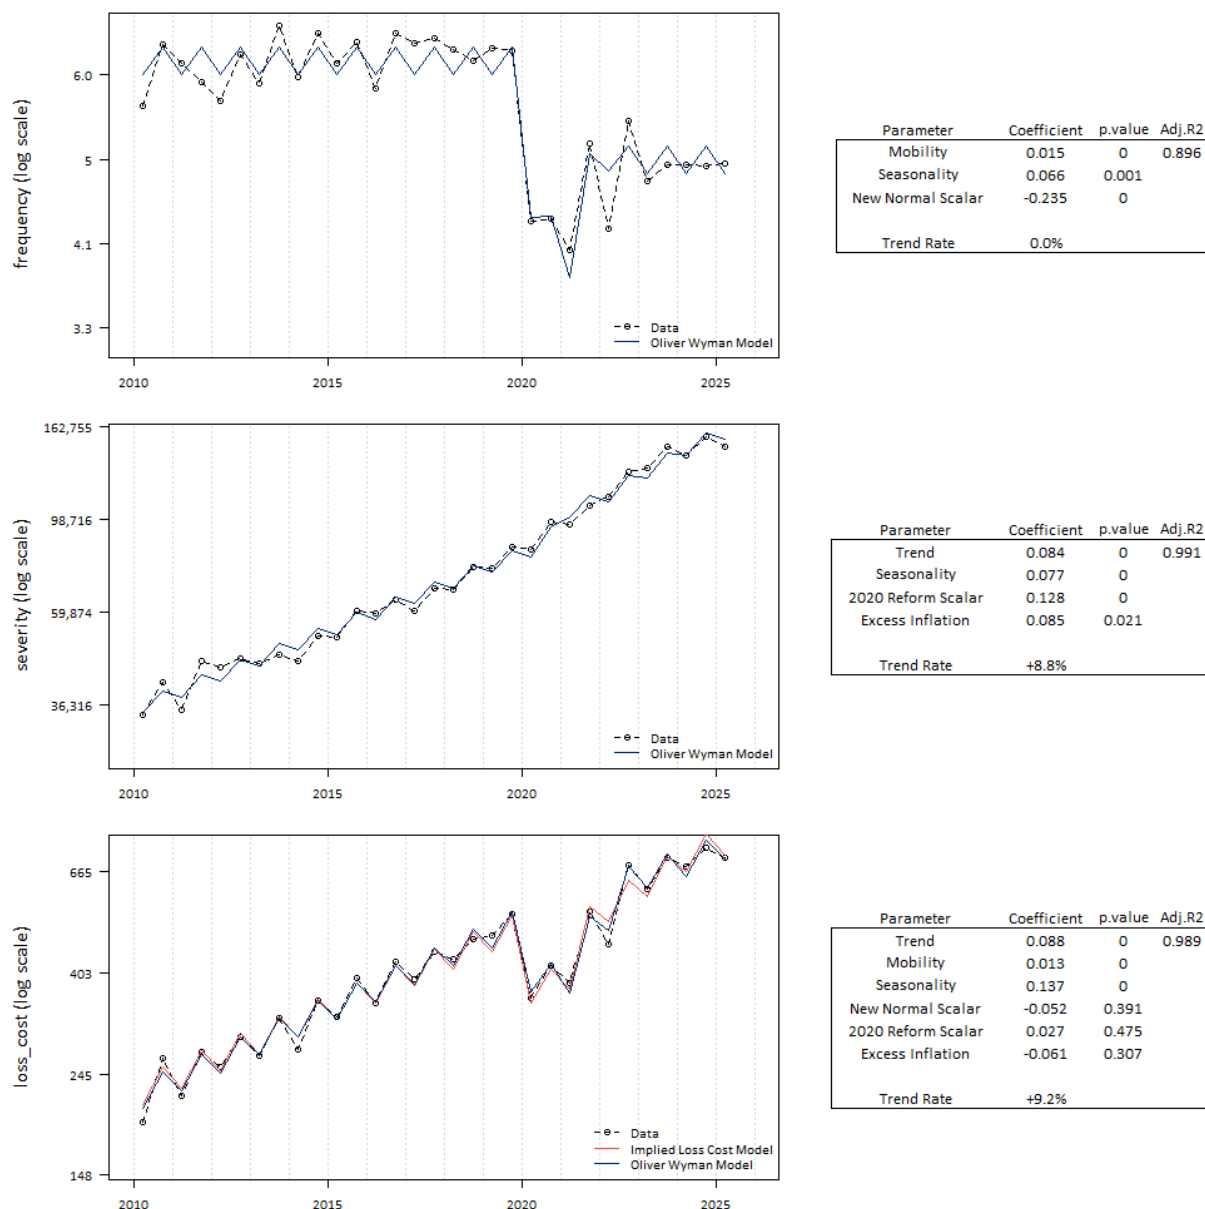 frequency (log scale)
6.0
5
4.1
3.3
Data
Oliver Wyman Model
2010 2015 2020 2025
Parameter Coefficient p.value Adj.R2
Mobility 0.015 0 0.896
Seasonality 0.066 0.001
New Normal Scalar -0.235 0
Trend Rate 0.0%
severity (log scale)
162,755
98,716
59,874
36,316
Data
Oliver Wyman Model
2010 2015 2020 2025
Parameter Coefficient p.value Adj.R2
Trend 0.084 0 0.991
Seasonality 0.077 0
2020 Reform Scalar 0.128 0
Excess Inflation 0.085 0.021
Trend Rate +8.8%
loss_cost (log scale)
665
403
245
148
Data
Implied Loss Cost Model
Oliver Wyman Model
2010 2015 2020 2025
Parameter Coefficient p.value Adj.R2
Trend 0.088 0 0.989
Mobility 0.013 0
Seasonality 0.137 0
New Normal Scalar -0.052 0.391
2020 Reform Scalar 0.027 0.475
Excess Inflation -0.061 0.307
Trend Rate +9.2%